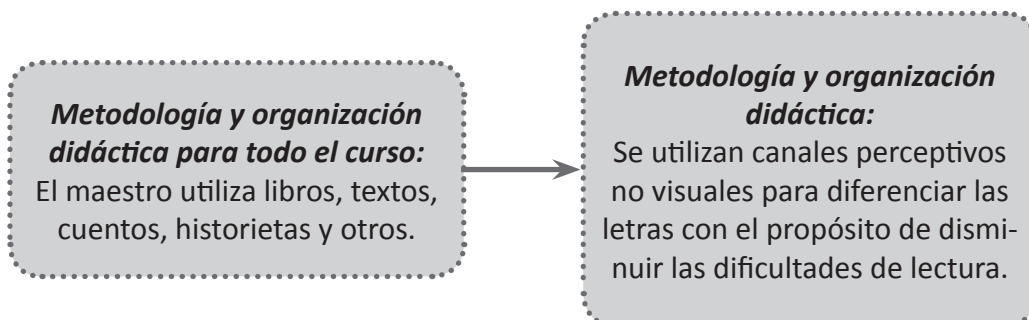 Metodología y organización
didáctica para todo el curso:
El maestro utiliza libros, textos,
cuentos, historietas y otros.
Metodología y organización
didáctica:
Se utilizan canales perceptivos
no visuales para diferenciar las
letras con el propósito de dismi-
nuir las dificultades de lectura.